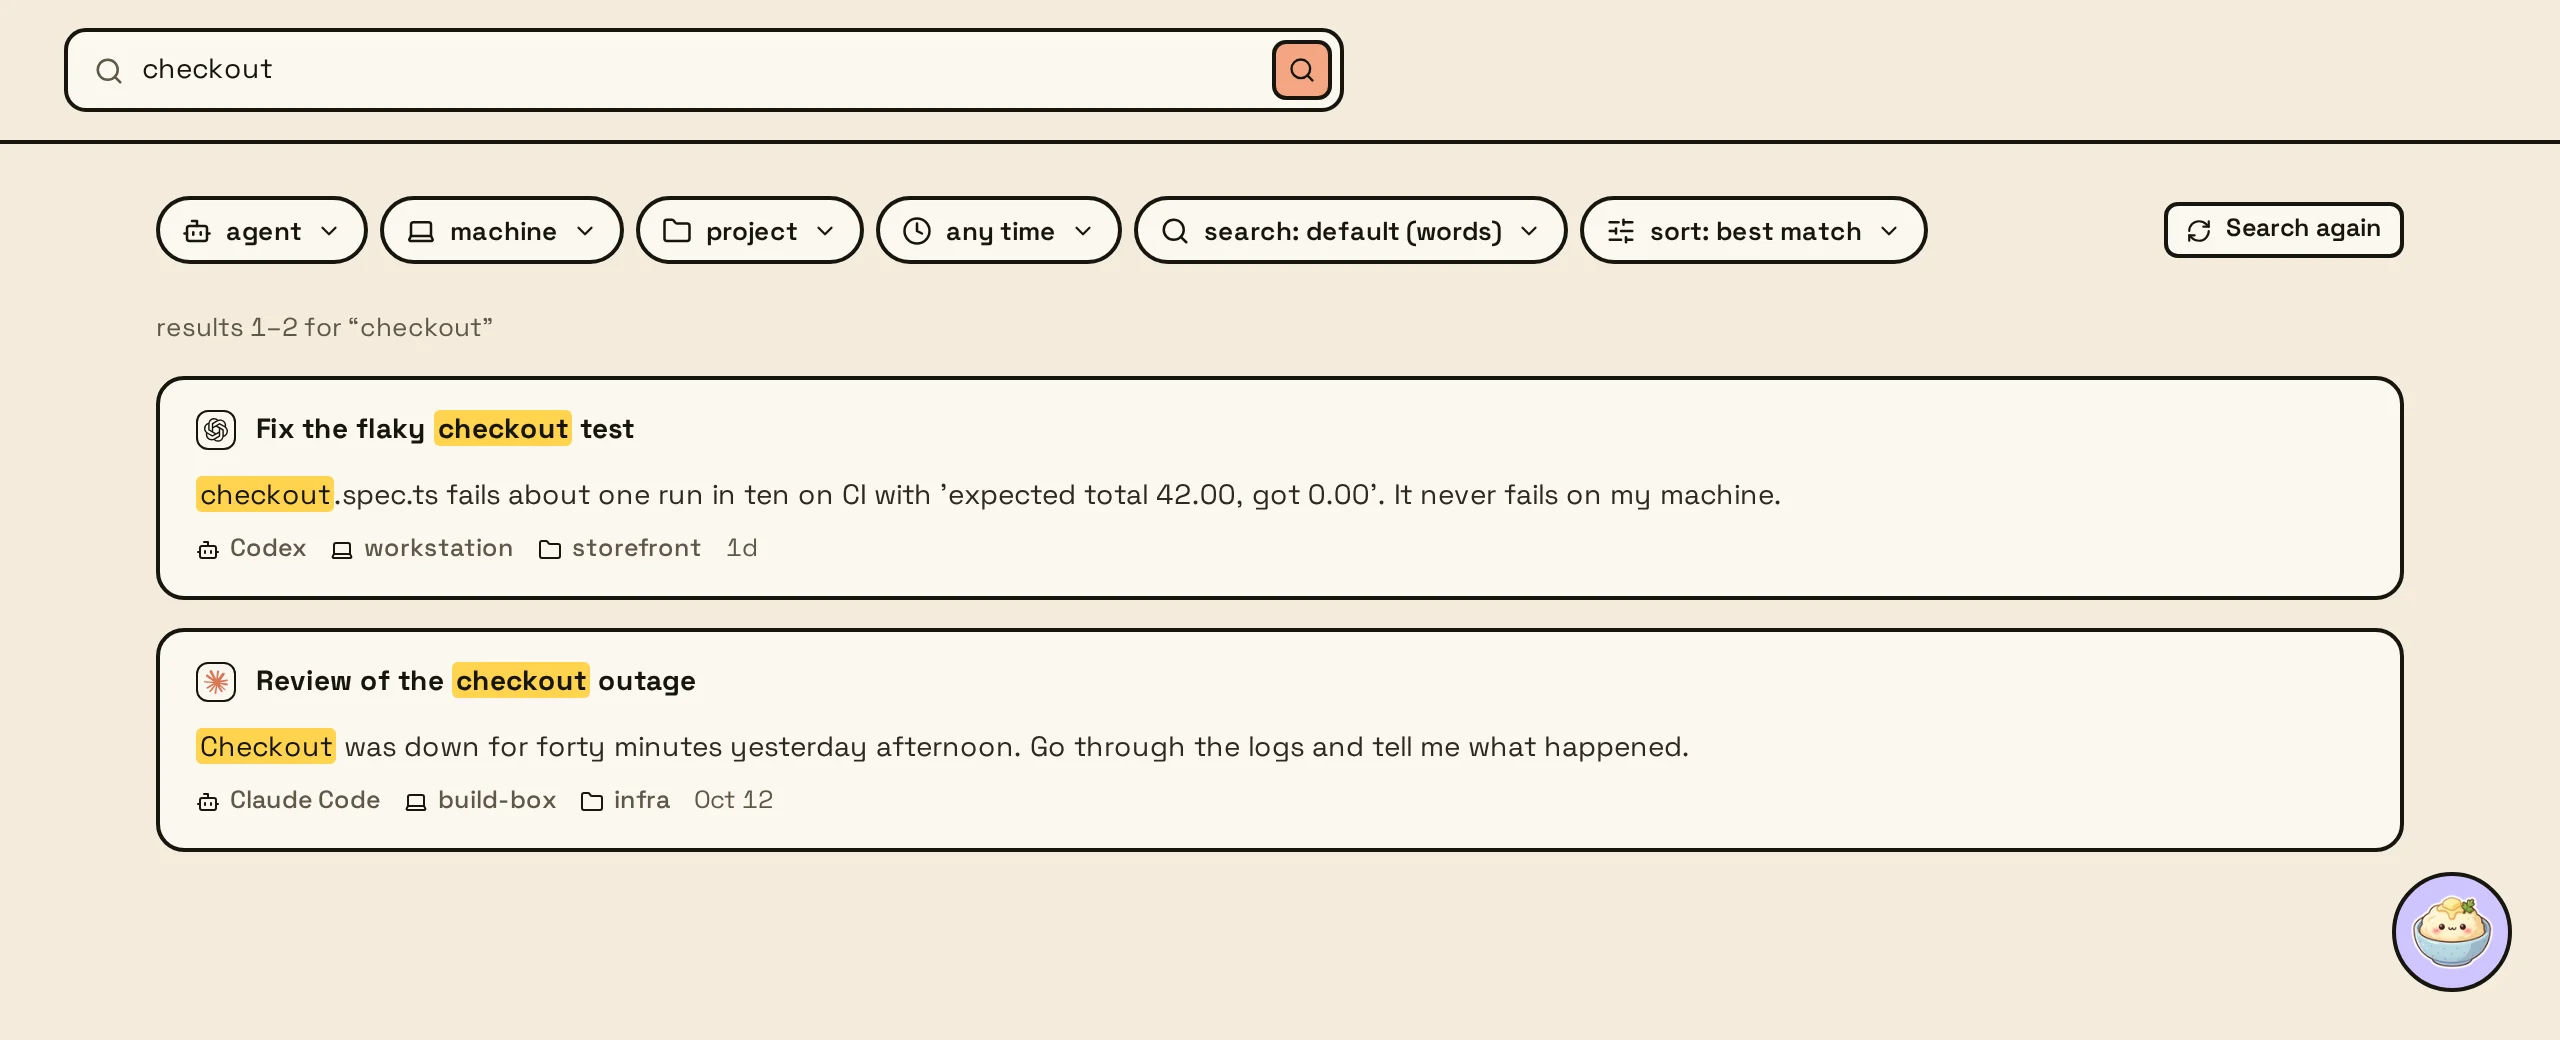 checkout
agent
machine
project
any time
search: default (words)
sort: best match
Search again
results 1–2 for “checkout”
Fix the flaky checkout test
checkout.spec.ts fails about one run in ten on CI with ’expected total 42.00, got 0.00’. It never fails on my machine.
Codex workstation storefront 1d
Review of the checkout outage
Checkout was down for forty minutes yesterday afternoon. Go through the logs and tell me what happened.
Claude Code build-box infra Oct 12